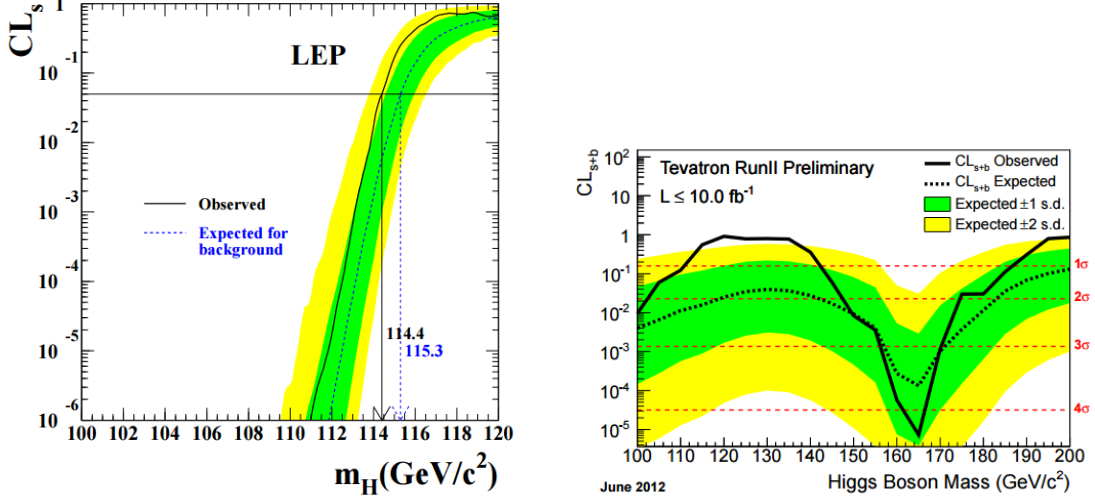 CLs
1
10^-1
10^-2
10^-3
10^-4
10^-5
10^-6
LEP
Observed
Expected for
background
114.4
115.3
100 102 104 106 108 110 112 114 116 118 120
mH(GeV/c²)
CLs+b
10²
10
1
10^-1
10^-2
10^-3
10^-4
10^-5
Tevatron RunII Preliminary
L ≤ 10.0 fb^-1
CLs+b Observed
CLs+b Expected
Expected ±1 s.d.
Expected ±2 s.d.
1σ
2σ
3σ
4σ
100 110 120 130 140 150 160 170 180 190 200
June 2012
Higgs Boson Mass (GeV/c²)